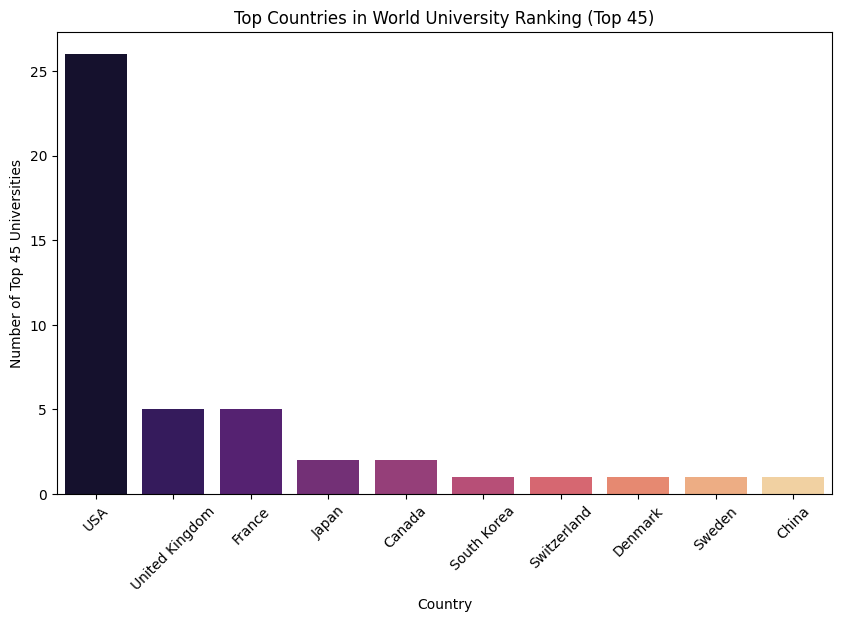 Top Countries in World University Ranking (Top 45)
Number of Top 45 Universities
25
20
15
10
5
0
USA
United Kingdom
France
Japan
Canada
South Korea
Switzerland
Denmark
Sweden
China
Country